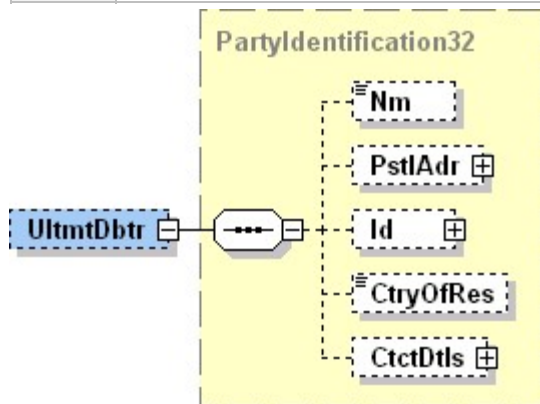 PartyIdentification32
Nm
PstlAdr
UltmtDbtr
Id
CtryOfRes
CtctDtls